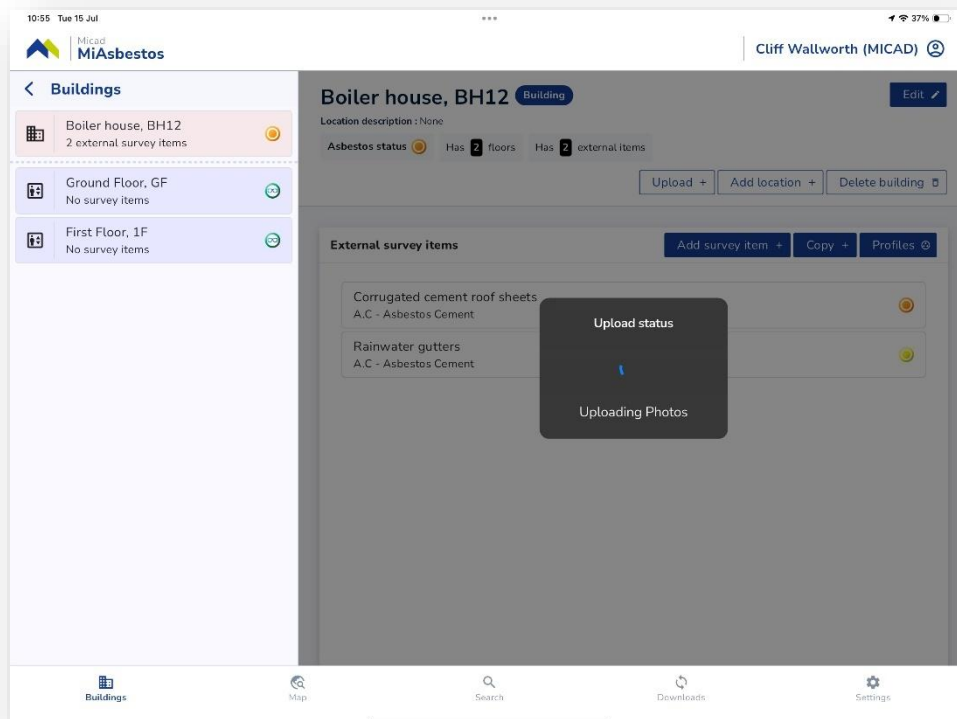 10:55 Tue 15 Jul
37%
Micad
MiAsbestos
Cliff Wallworth (MICAD)
Buildings
Boiler house, BH12
2 external survey items
Ground Floor, GF
No survey items
First Floor, 1F
No survey items
Boiler house, BH12 Building
Edit
Location description : None
Asbestos status Has 2 floors Has 2 external items
Upload + Add location + Delete building
External survey items
Add survey item + Copy + Profiles
Corrugated cement roof sheets
A.C - Asbestos Cement
Rainwater gutters
A.C - Asbestos Cement
Upload status
Uploading Photos
Buildings Map Search Downloads Settings